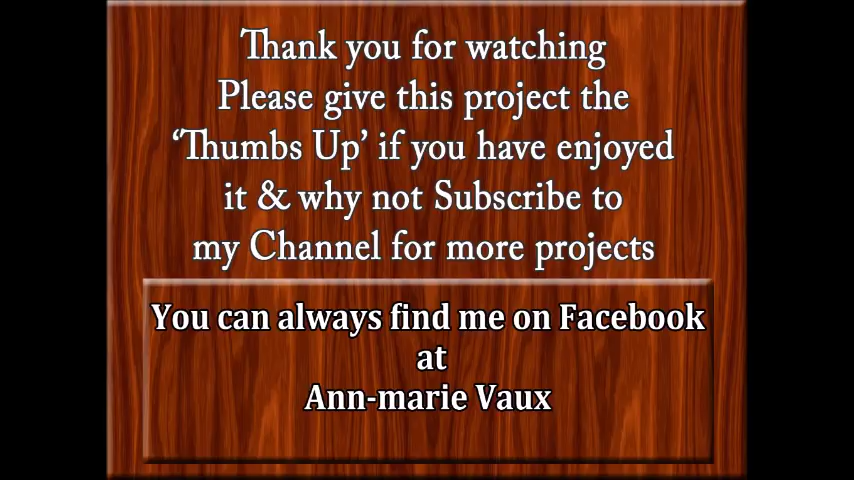 Thank you for watching
Please give this project the
‘Thumbs Up’ if you have enjoyed
it & why not Subscribe to
my Channel for more projects
You can always find me on Facebook
at
Ann-marie Vaux